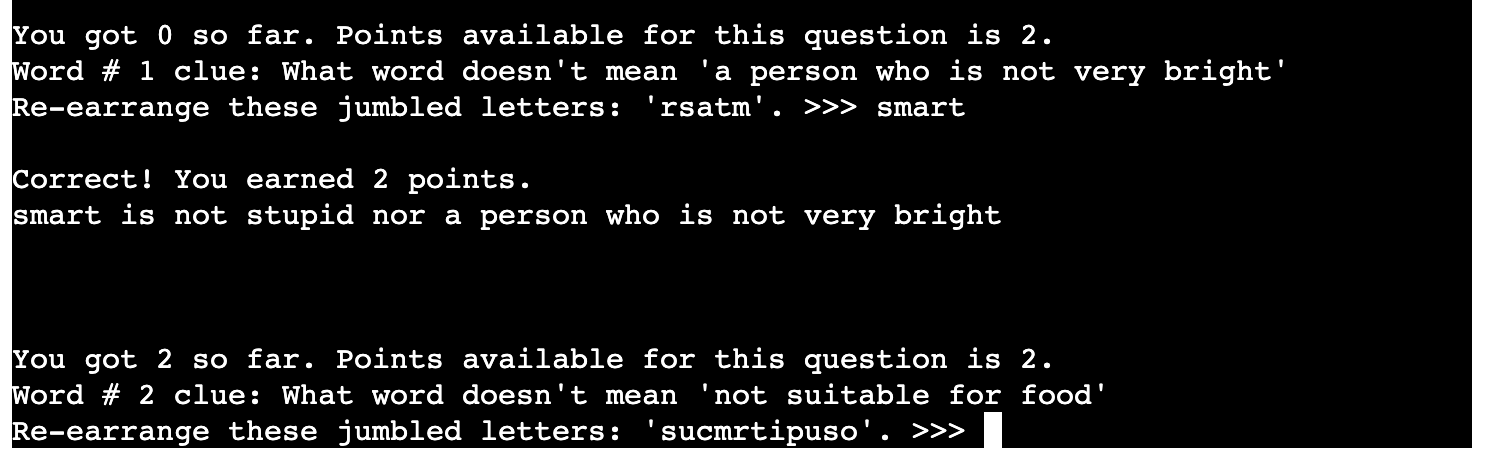 You got 0 so far. Points available for this question is 2.
Word # 1 clue: What word doesn't mean 'a person who is not very bright'
Re-earrange these jumbled letters: 'rsatm'. >>> smart
Correct! You earned 2 points.
smart is not stupid nor a person who is not very bright
You got 2 so far. Points available for this question is 2.
Word # 2 clue: What word doesn't mean 'not suitable for food'
Re-earrange these jumbled letters: 'sucmrtipuso'. >>>